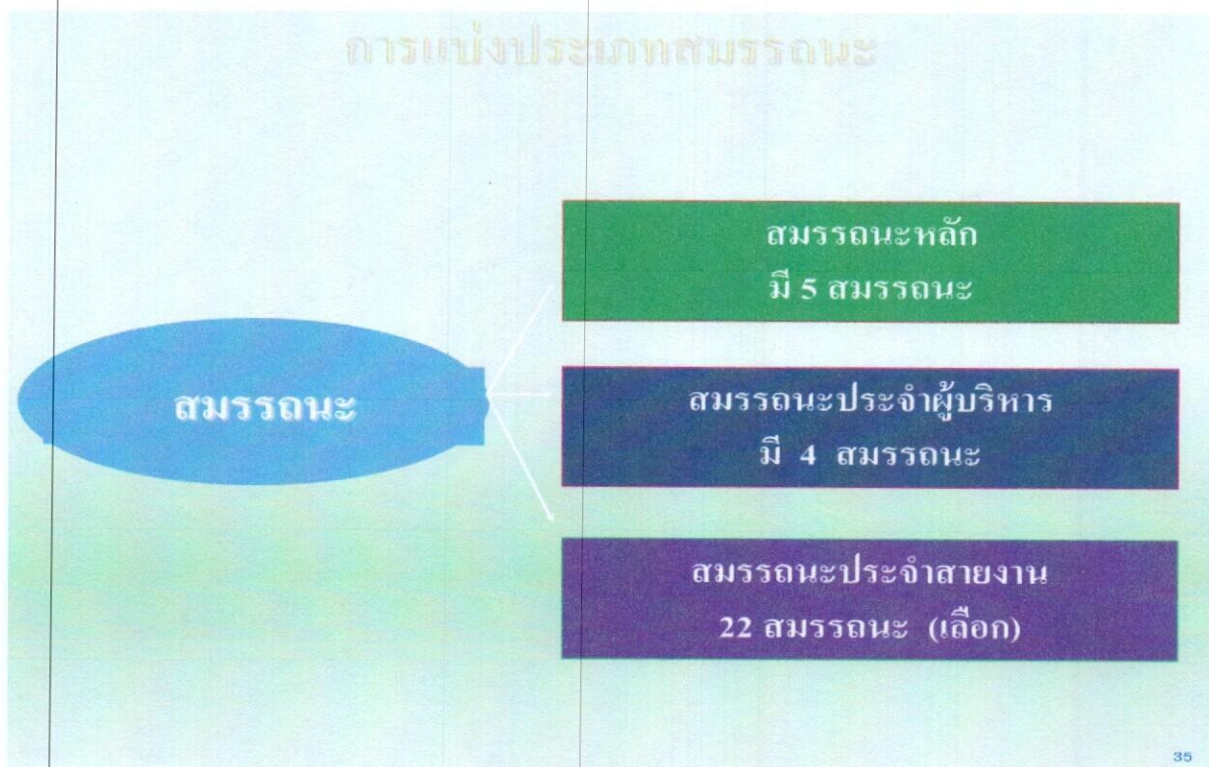 การแบ่งประเภทสมรรถนะ
สมรรถนะ
สมรรถนะหลัก
มี 5 สมรรถนะ
สมรรถนะประจำผู้บริหาร
มี 4 สมรรถนะ
สมรรถนะประจำสายงาน
22 สมรรถนะ (เลือก)
35